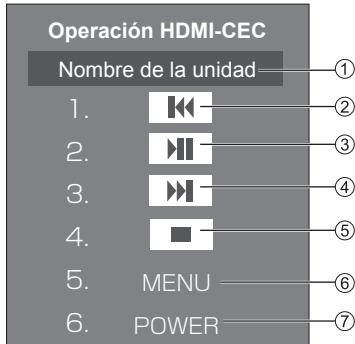 Operación HDMI-CEC
Nombre de la unidad ①
1. ②
2. ③
3. ④
4. ⑤
5. MENU ⑥
6. POWER ⑦